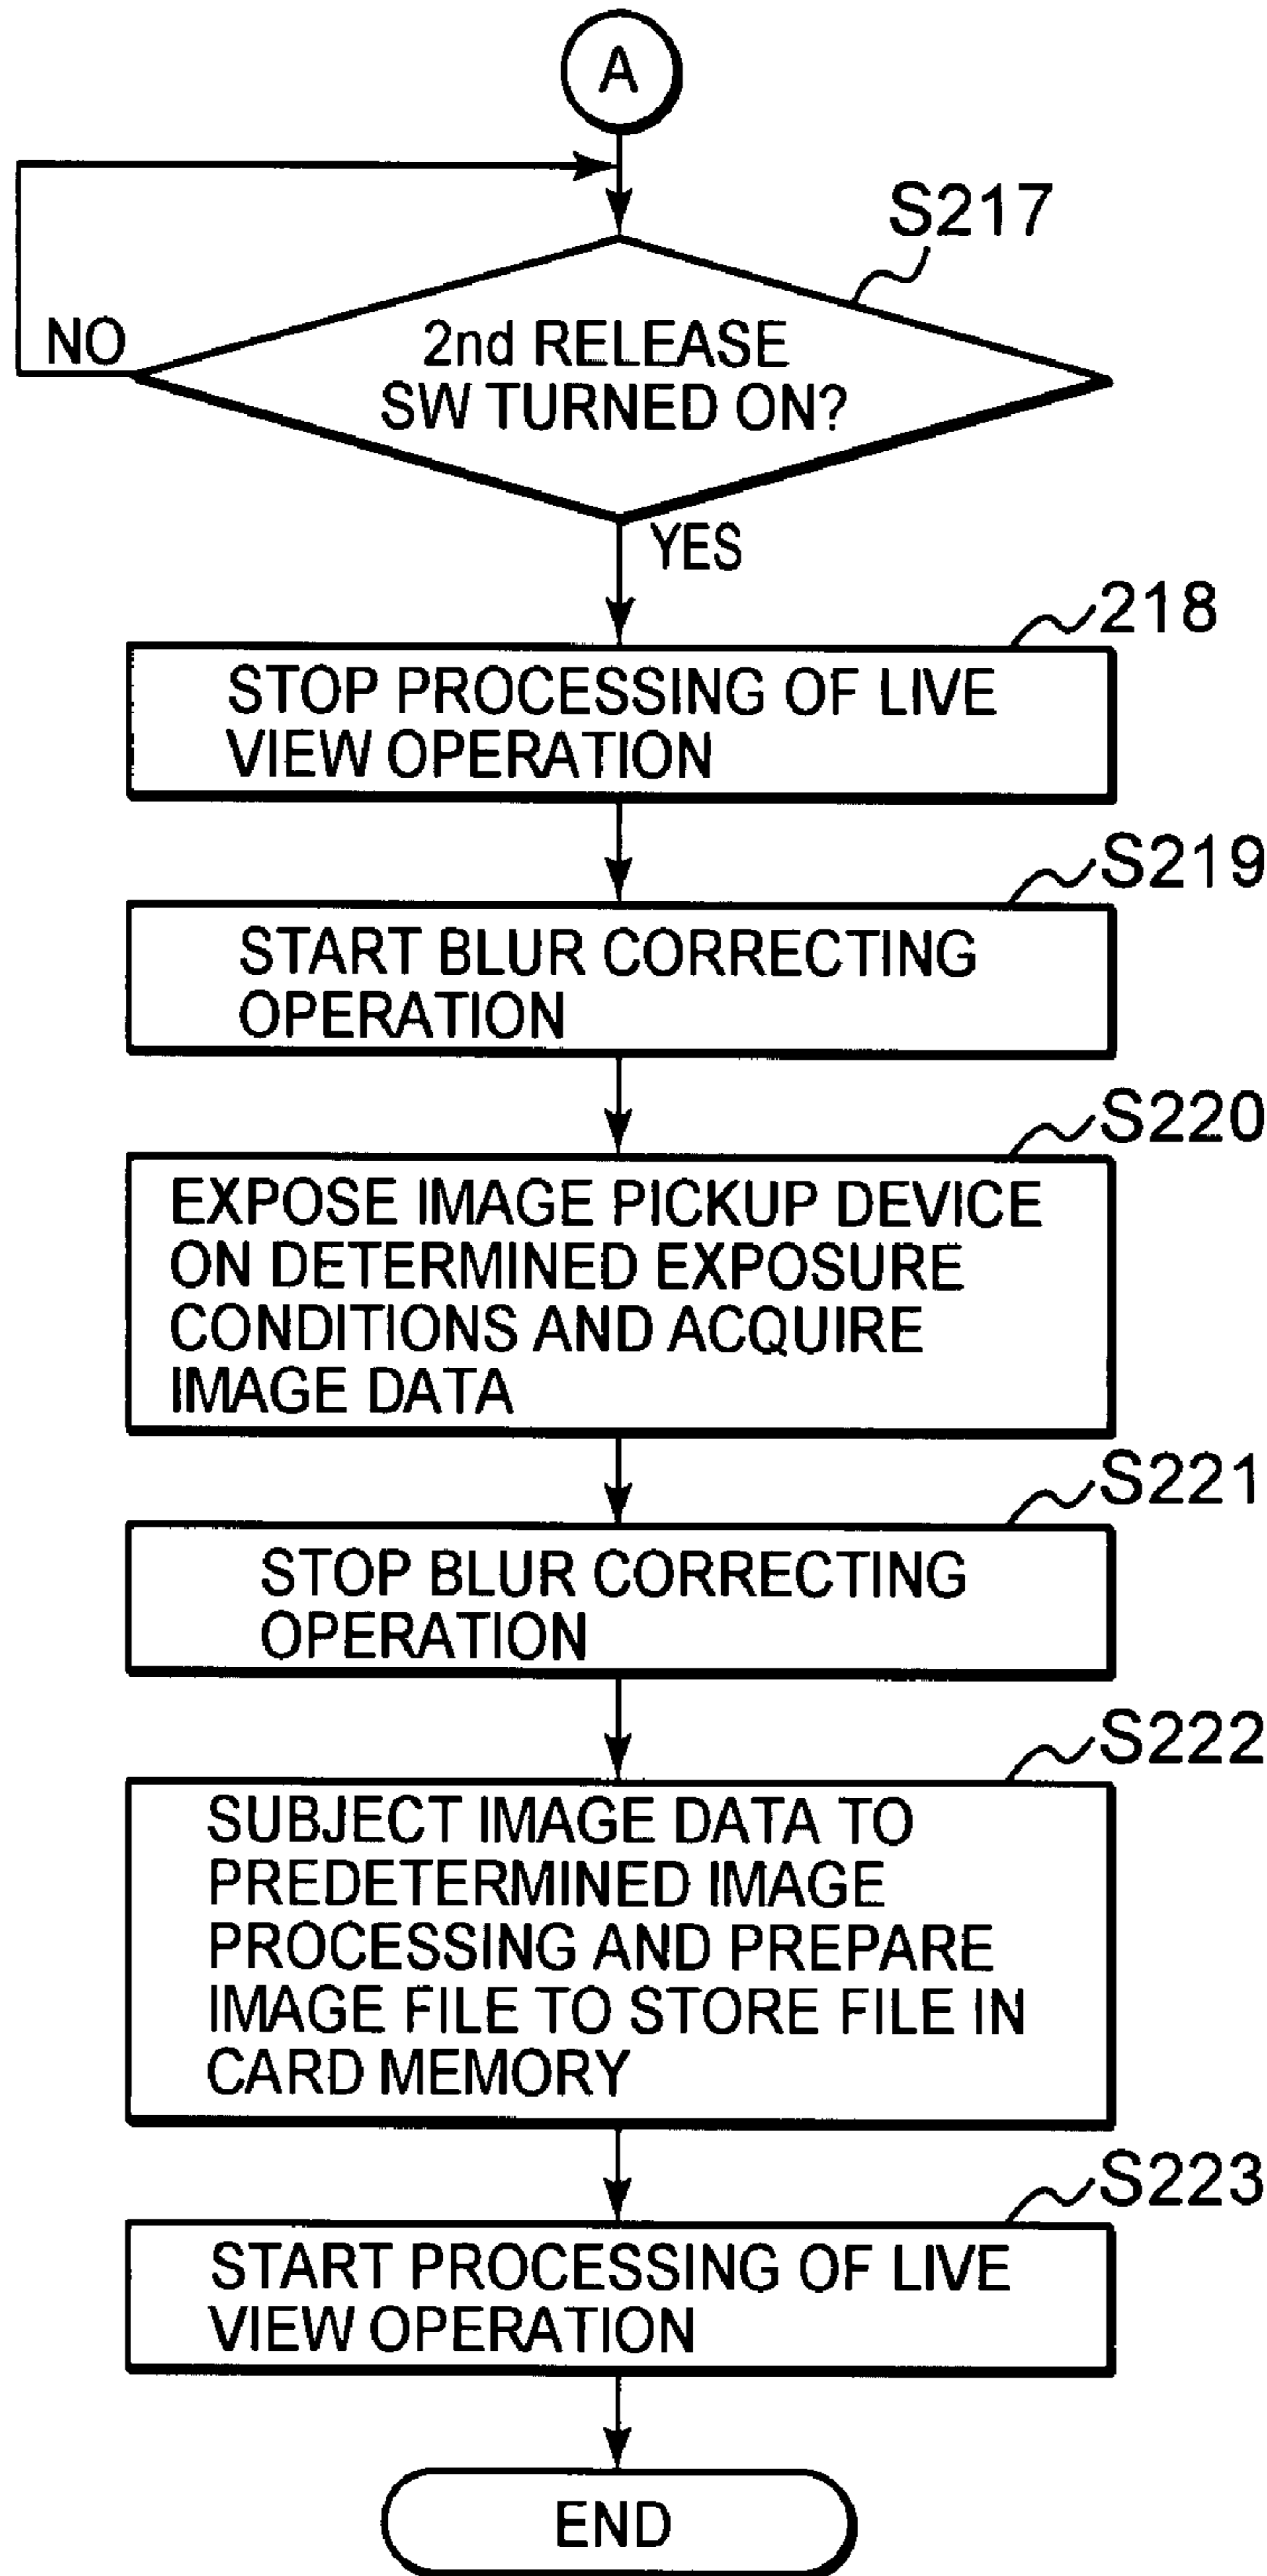 A
S217
NO
2nd RELEASE
SW TURNED ON?
YES
218
STOP PROCESSING OF LIVE
VIEW OPERATION
S219
START BLUR CORRECTING
OPERATION
S220
EXPOSE IMAGE PICKUP DEVICE
ON DETERMINED EXPOSURE
CONDITIONS AND ACQUIRE
IMAGE DATA
S221
STOP BLUR CORRECTING
OPERATION
S222
SUBJECT IMAGE DATA TO
PREDETERMINED IMAGE
PROCESSING AND PREPARE
IMAGE FILE TO STORE FILE IN
CARD MEMORY
S223
START PROCESSING OF LIVE
VIEW OPERATION
END